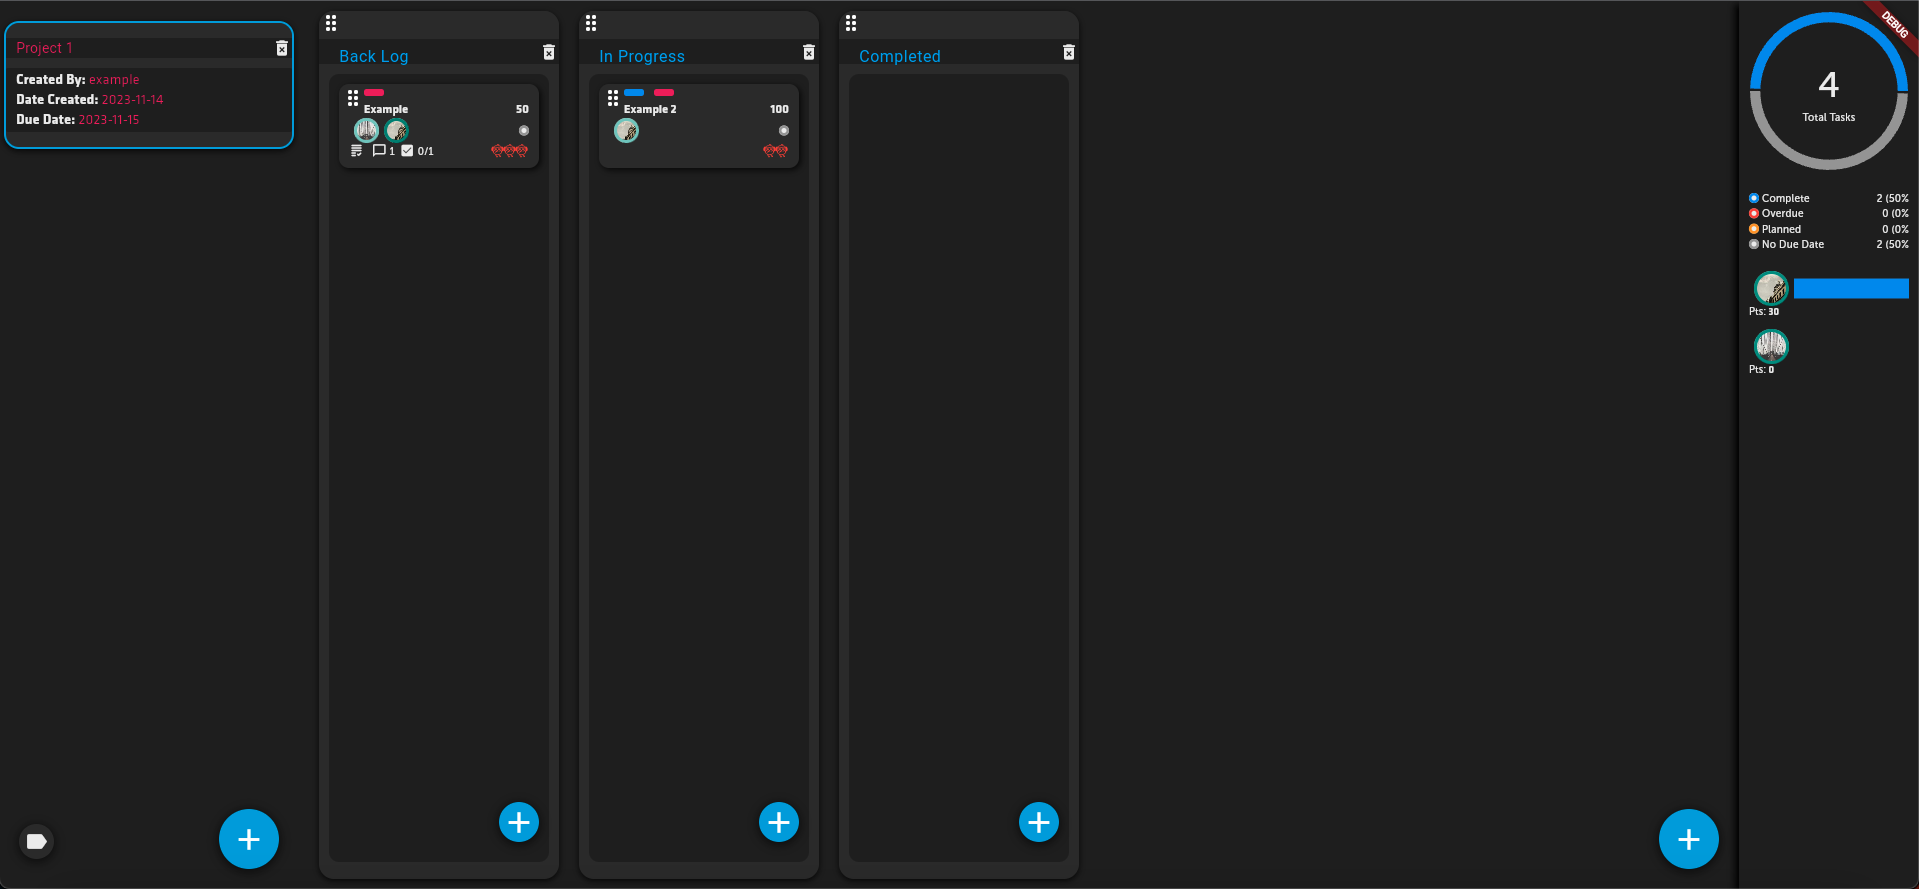 Project 1
Created By: example
Date Created: 2023-11-14
Due Date: 2023-11-15
Back Log
Example 50
1 0/1
In Progress
Example 2 100
Completed
DEBUG
4
Total Tasks
Complete 2 (50%
Overdue 0 (0%
Planned 0 (0%
No Due Date 2 (50%
Pts: 30
Pts: 0